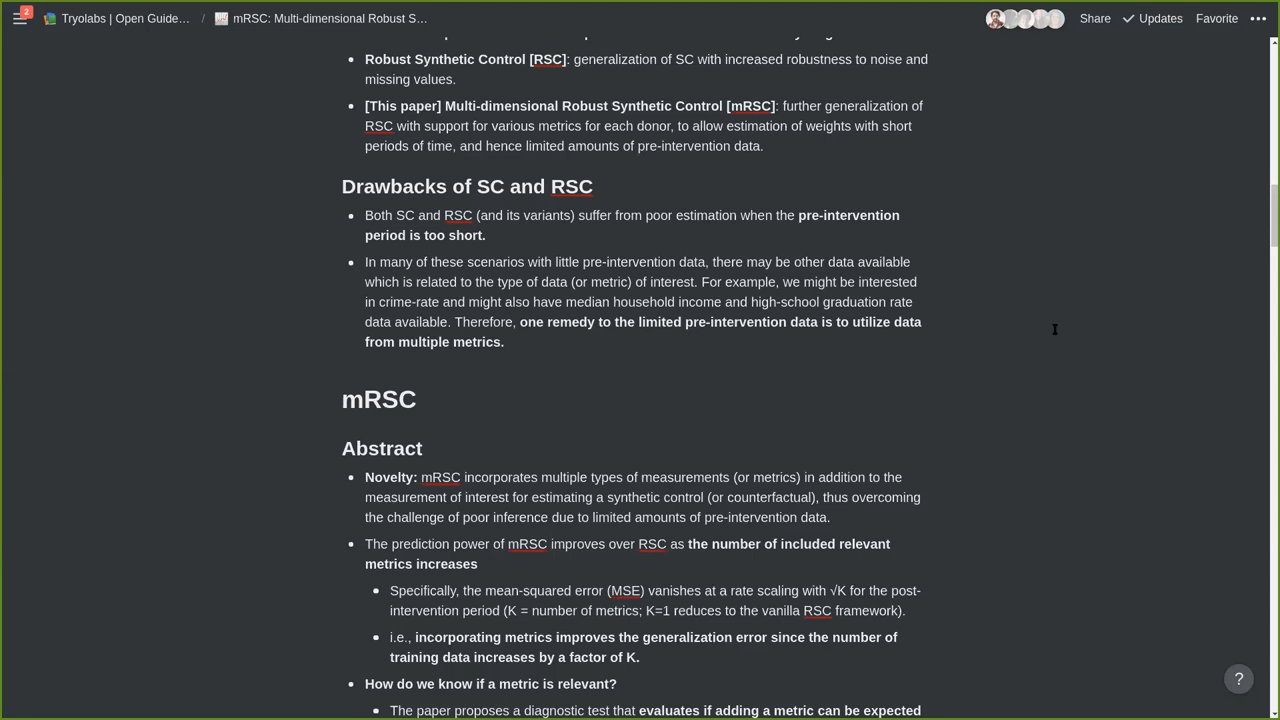 2
Tryolabs | Open Guide… / mRSC: Multi-dimensional Robust S… Share Updates Favorite
Robust Synthetic Control [RSC]: generalization of SC with increased robustness to noise and
missing values.
[This paper] Multi-dimensional Robust Synthetic Control [mRSC]: further generalization of
RSC with support for various metrics for each donor, to allow estimation of weights with short
periods of time, and hence limited amounts of pre-intervention data.
Drawbacks of SC and RSC
Both SC and RSC (and its variants) suffer from poor estimation when the pre-intervention
period is too short.
In many of these scenarios with little pre-intervention data, there may be other data available
which is related to the type of data (or metric) of interest. For example, we might be interested
in crime-rate and might also have median household income and high-school graduation rate
data available. Therefore, one remedy to the limited pre-intervention data is to utilize data
from multiple metrics.
mRSC
Abstract
Novelty: mRSC incorporates multiple types of measurements (or metrics) in addition to the
measurement of interest for estimating a synthetic control (or counterfactual), thus overcoming
the challenge of poor inference due to limited amounts of pre-intervention data.
The prediction power of mRSC improves over RSC as the number of included relevant
metrics increases
Specifically, the mean-squared error (MSE) vanishes at a rate scaling with √K for the post-
intervention period (K = number of metrics; K=1 reduces to the vanilla RSC framework).
i.e., incorporating metrics improves the generalization error since the number of
training data increases by a factor of K.
How do we know if a metric is relevant?
The paper proposes a diagnostic test that evaluates if adding a metric can be expected
?